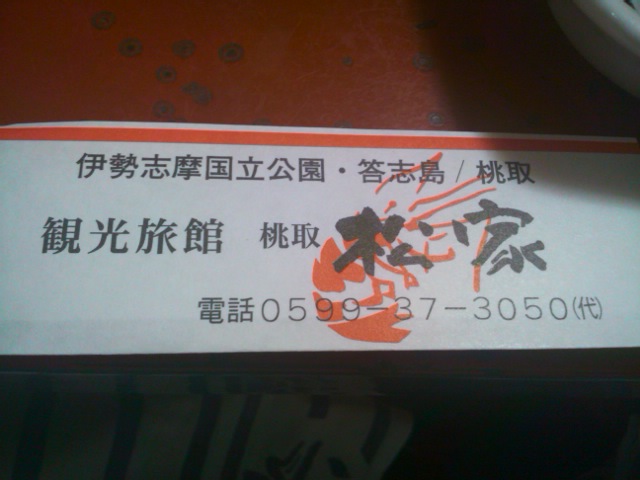 伊勢志摩国立公園・答志島 / 桃取
観光旅館 桃取 松家
電話0599-37-3050(代)